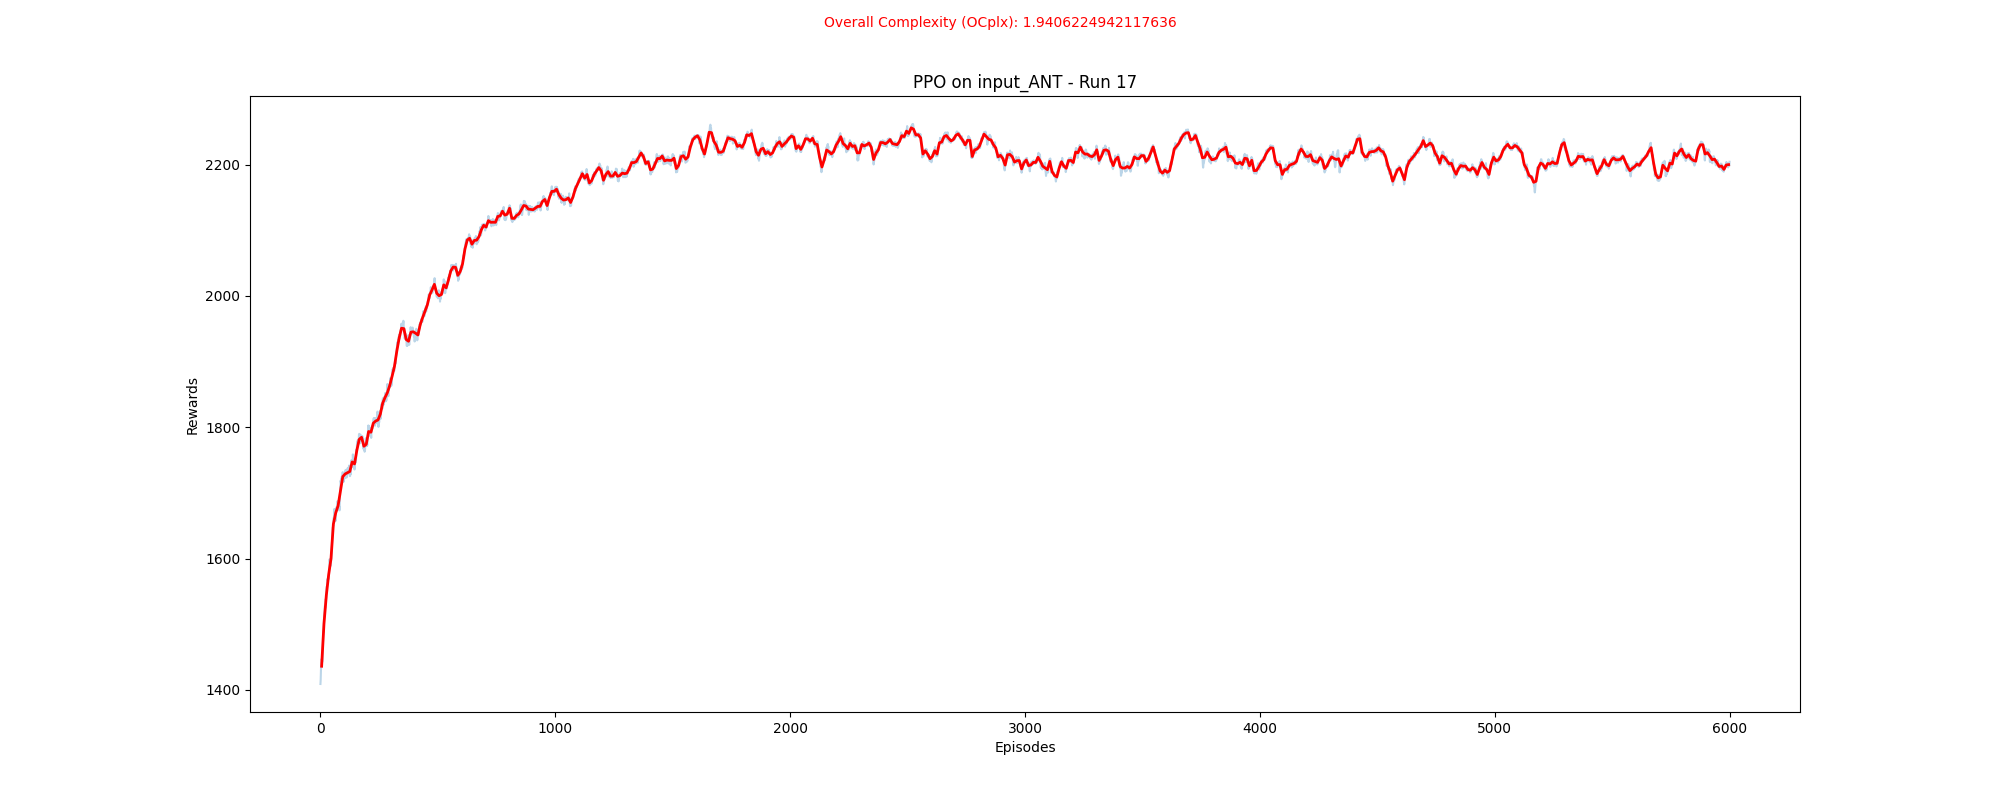 Overall Complexity (OCplx): 1.9406224942117636
PPO on input_ANT - Run 17
Rewards
2200
2000
1800
1600
1400
0 1000 2000 3000 4000 5000 6000
Episodes